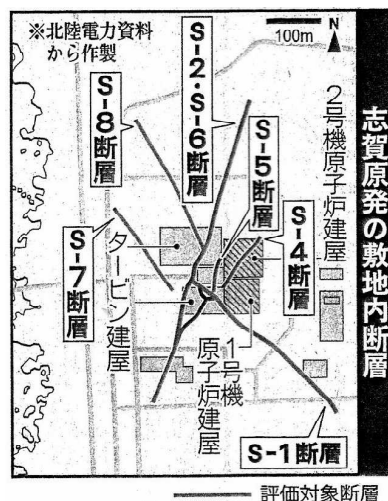 志賀原発の敷地内断層
※北陸電力資料
から作製
100m
N
S-8断層
S-2・S-6断層
S-5断層
2号機原子炉建屋
S-4断層
S-7断層
タービン建屋
1号機
原子炉建屋
S-1断層
評価対象断層